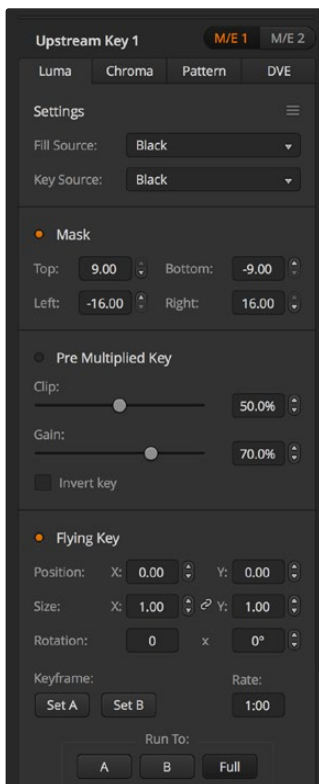 Upstream Key 1 M/E 1 M/E 2
Luma Chroma Pattern DVE
Settings
Fill Source: Black
Key Source: Black
Mask
Top: 9.00 Bottom: -9.00
Left: -16.00 Right: 16.00
Pre Multiplied Key
Clip:
50.0%
Gain:
70.0%
Invert key
Flying Key
Position: X: 0.00 Y: 0.00
Size: X: 1.00 Y: 1.00
Rotation: 0 x 0°
Keyframe: Rate:
Set A Set B 1:00
Run To:
A B Full